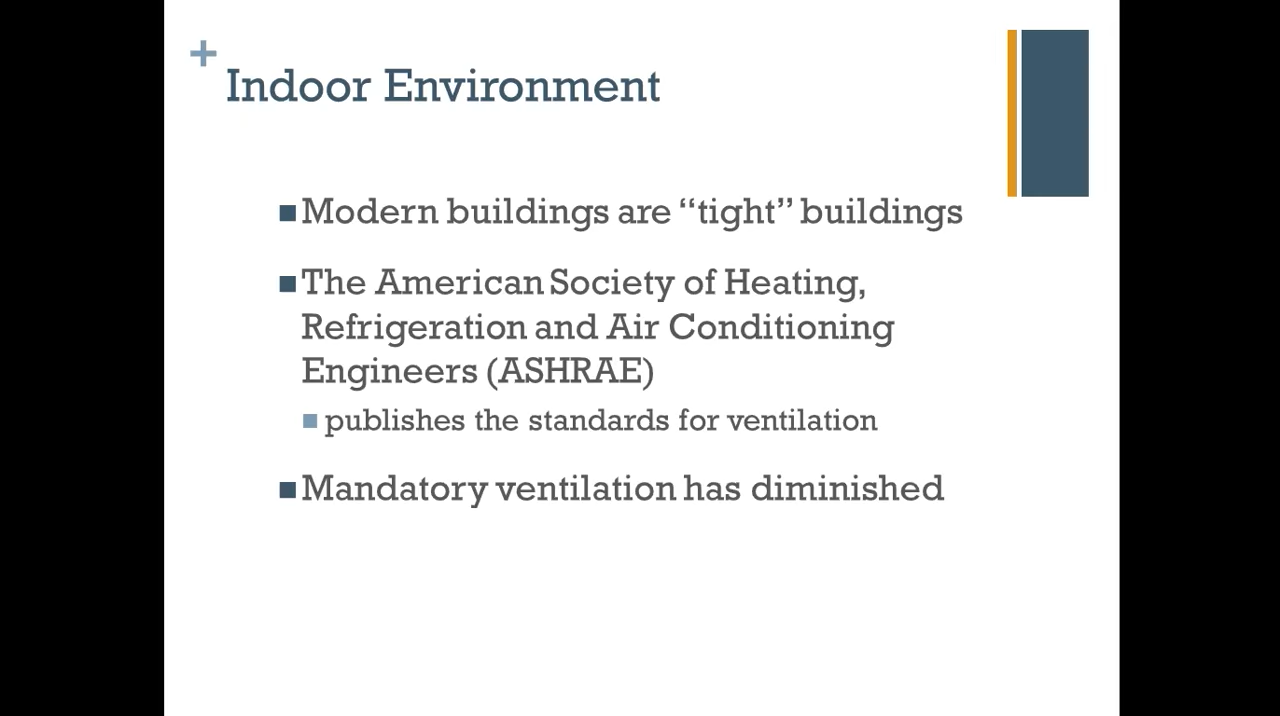 +
Indoor Environment
Modern buildings are “tight” buildings
The American Society of Heating,
Refrigeration and Air Conditioning
Engineers (ASHRAE)
publishes the standards for ventilation
Mandatory ventilation has diminished